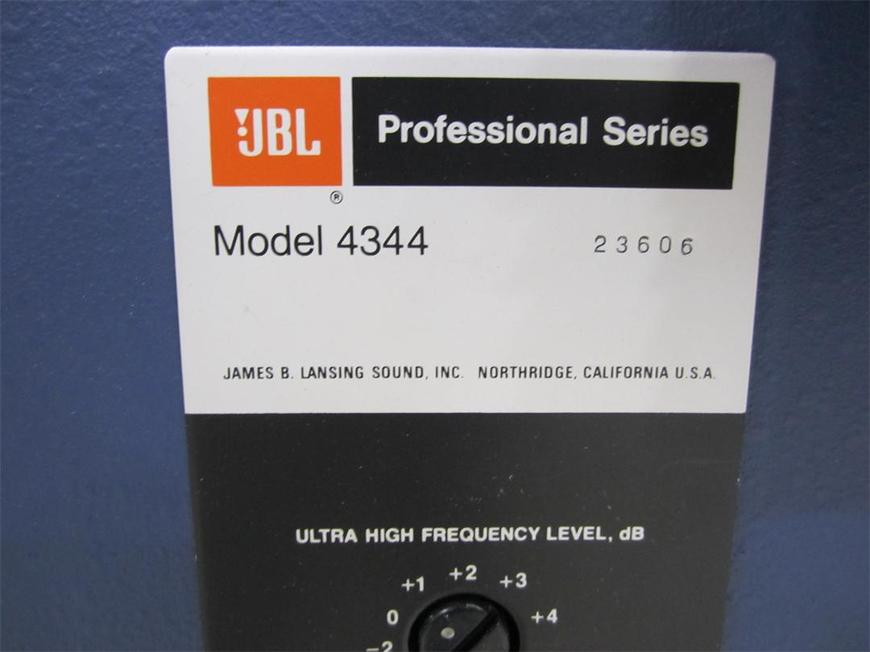 JBL Professional Series
®
Model 4344 23606
JAMES B. LANSING SOUND, INC. NORTHRIDGE, CALIFORNIA U.S.A.
ULTRA HIGH FREQUENCY LEVEL, dB
+1 +2 +3
0 +4
-2